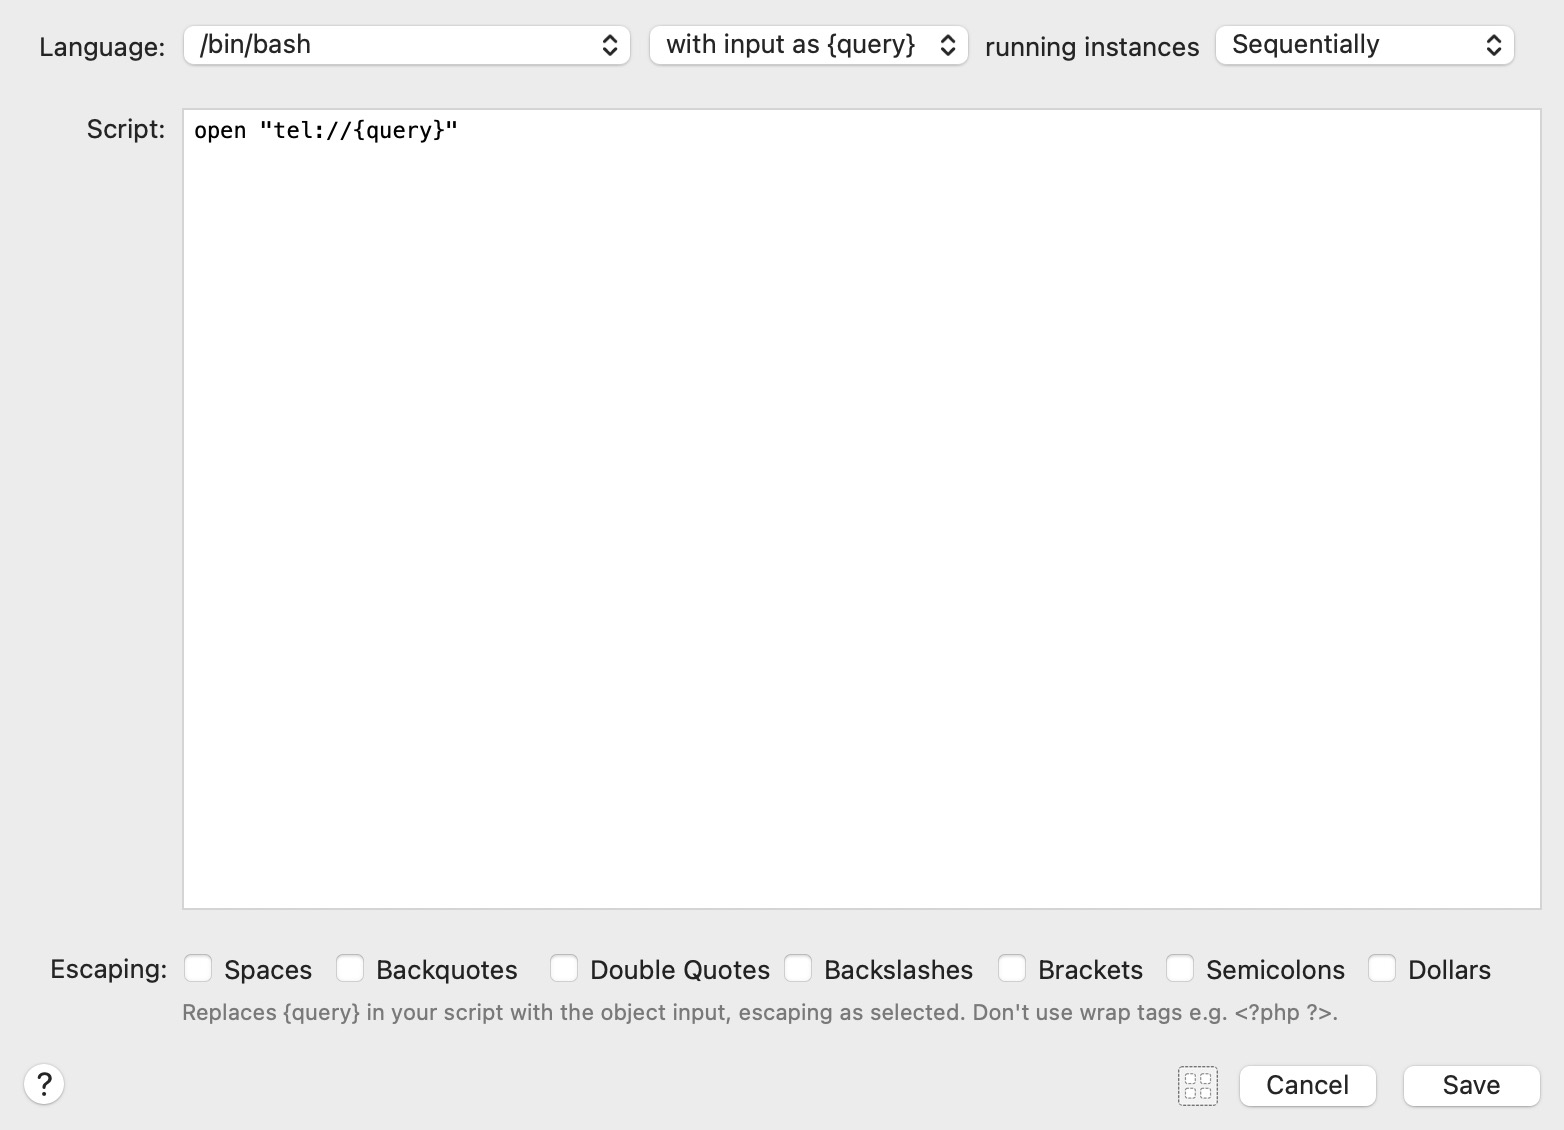 Language: /bin/bash with input as {query} running instances Sequentially
Script: open "tel://{query}"
Escaping: Spaces Backquotes Double Quotes Backslashes Brackets Semicolons Dollars
Replaces {query} in your script with the object input, escaping as selected. Don't use wrap tags e.g. <?php ?>.
? Cancel Save